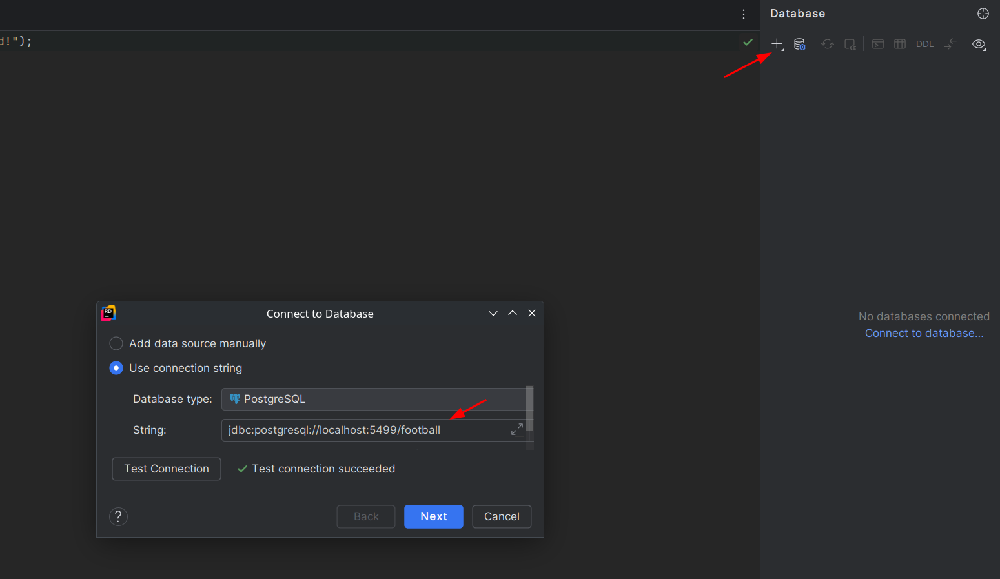 Database
d!");
DDL
No databases connected
Connect to database...
RD
Connect to Database
Add data source manually
Use connection string
Database type:
PostgreSQL
String:
jdbc:postgresql://localhost:5499/football
Test Connection
Test connection succeeded
?
Back
Next
Cancel